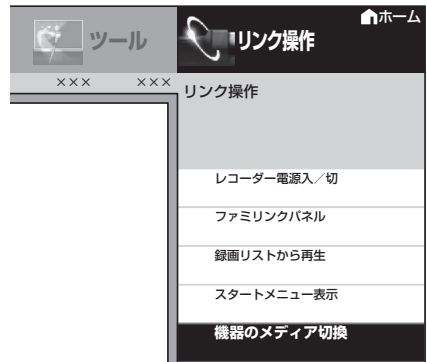 ホーム
ツール
リンク操作
××× ×××
リンク操作
レコーダー電源入／切
ファミリンクパネル
録画リストから再生
スタートメニュー表示
機器のメディア切換